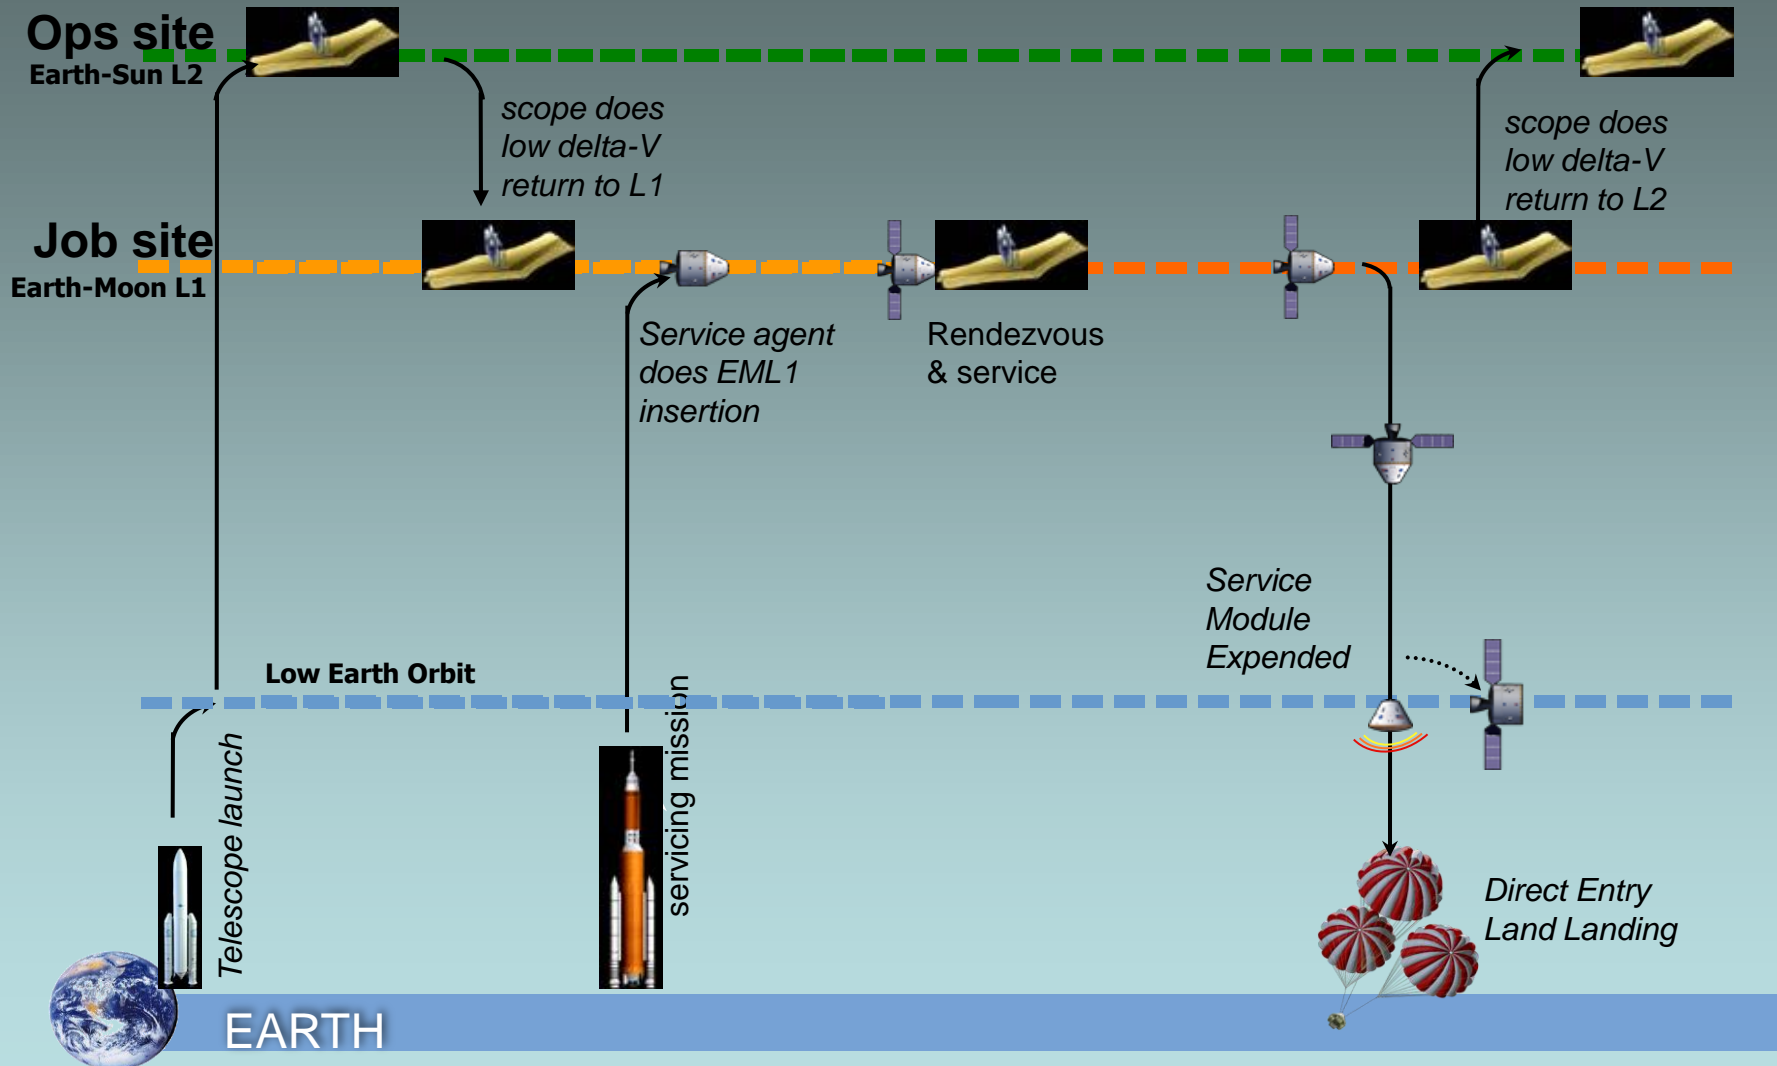 Ops site
Earth-Sun L2
scope does
low delta-V
return to L1
scope does
low delta-V
return to L2
Job site
Earth-Moon L1
Service agent
does EML1
insertion
Rendezvous
& service
Service
Module
Expended
Low Earth Orbit
Telescope launch
servicing mission
Direct Entry
Land Landing
EARTH